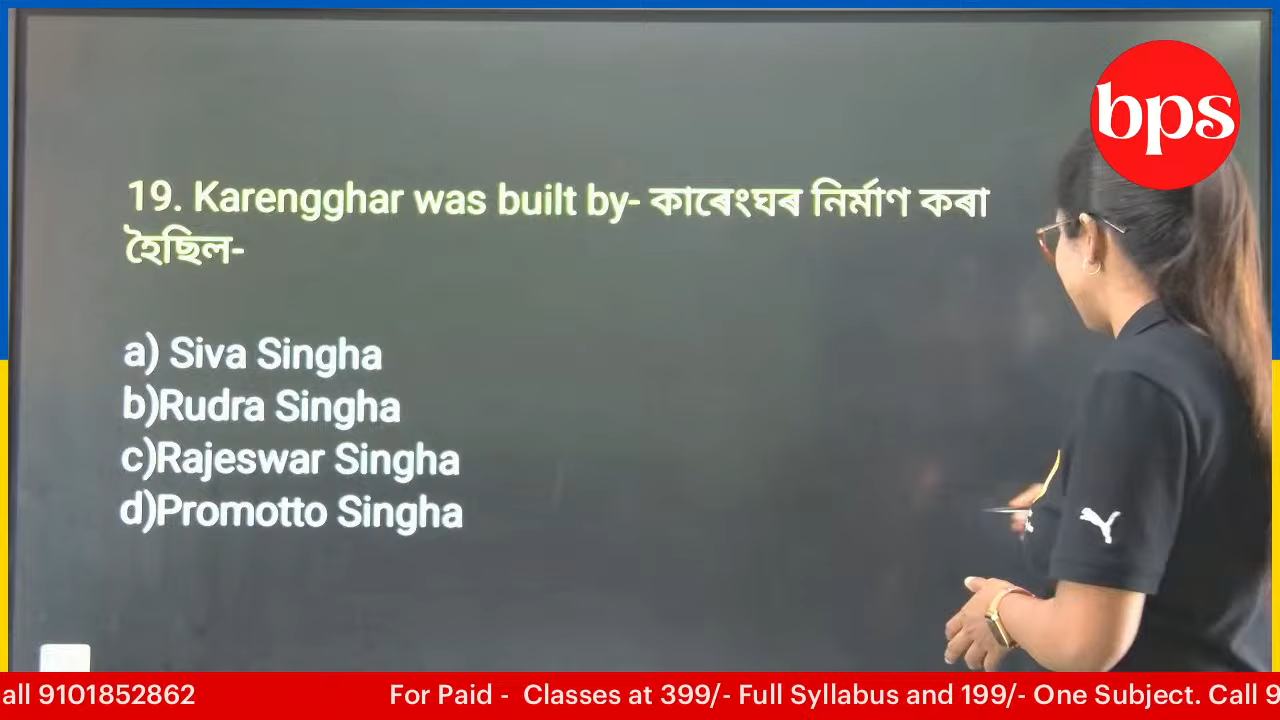 bps
19. Karengghar was built by- কাৰেংঘৰ নিৰ্মাণ কৰা
হৈছিল-
a) Siva Singha
b)Rudra Singha
c)Rajeswar Singha
d)Promotto Singha
all 9101852862 For Paid - Classes at 399/- Full Syllabus and 199/- One Subject. Call 9